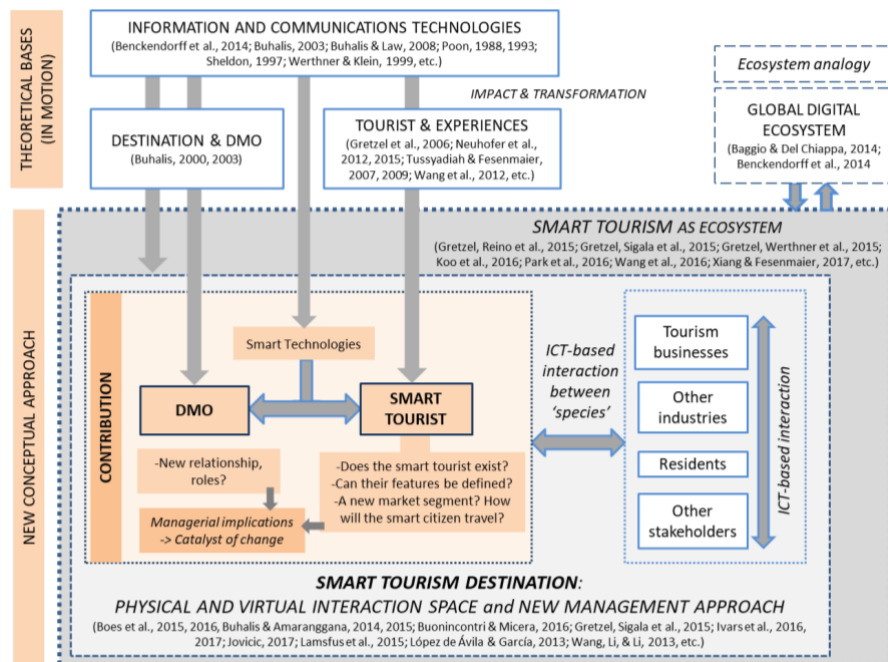 THEORETICAL BASES
(IN MOTION)
INFORMATION AND COMMUNICATIONS TECHNOLOGIES
(Benckendorff et al., 2014; Buhalis, 2003; Buhalis & Law, 2008; Poon, 1988, 1993;
Sheldon, 1997; Werthner & Klein, 1999, etc.)
IMPACT & TRANSFORMATION
DESTINATION & DMO
(Buhalis, 2000, 2003)
TOURIST & EXPERIENCES
(Gretzel et al. 2006; Neuhofer et al.,
2012, 2015; Tussyadiah & Fesenmaier,
2007, 2009; Wang et al., 2012, etc.)
Ecosystem analogy
GLOBAL DIGITAL
ECOSYSTEM
(Baggio & Del Chiappa, 2014;
Benckendorff et al., 2014
NEW CONCEPTUAL APPROACH
SMART TOURISM AS ECOSYSTEM
(Gretzel, Reino et al., 2015; Gretzel, Sigala et al., 2015; Gretzel, Werthner et al., 2015;
Koo et al., 2016; Park et al., 2016; Wang et al., 2016; Xiang & Fesenmaier, 2017, etc.)
CONTRIBUTION
Smart Technologies
DMO
SMART
TOURIST
-New relationship,
roles?
-Does the smart tourist exist?
-Can their features be defined?
-A new market segment? How
will the smart citizen travel?
Managerial implications
-> Catalyst of change
ICT-based
interaction
between
‘species’
Tourism
businesses
Other
industries
Residents
Other
stakeholders
ICT-based interaction
SMART TOURISM DESTINATION:
PHYSICAL AND VIRTUAL INTERACTION SPACE and NEW MANAGEMENT APPROACH
(Boes et al., 2015, 2016, Buhalis & Amaranggana, 2014, 2015; Buonincontri & Micera, 2016; Gretzel, Sigala et al., 2015; Ivars et al., 2016,
2017; Jovicic, 2017; Lamsfus et al., 2015; López de Ávila & García, 2013; Wang, Li, & Li, 2013, etc.)